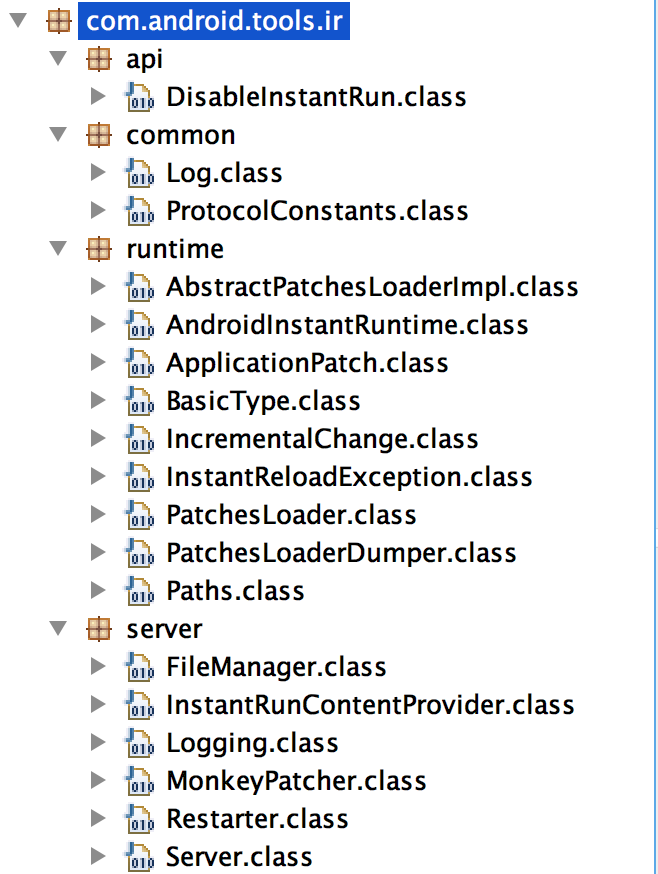 com.android.tools.ir
api
DisableInstantRun.class
common
Log.class
ProtocolConstants.class
runtime
AbstractPatchesLoaderImpl.class
AndroidInstantRuntime.class
ApplicationPatch.class
BasicType.class
IncrementalChange.class
InstantReloadException.class
PatchesLoader.class
PatchesLoaderDumper.class
Paths.class
server
FileManager.class
InstantRunContentProvider.class
Logging.class
MonkeyPatcher.class
Restarter.class
Server.class